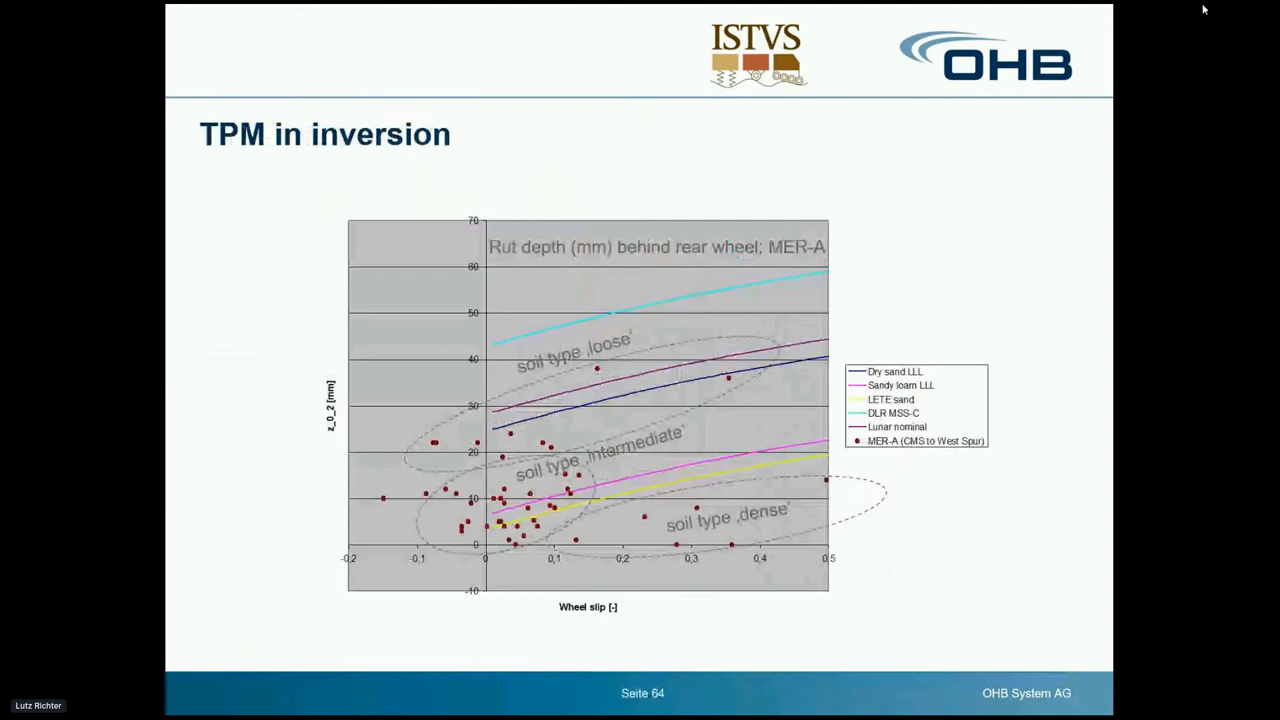 ISTVS
OHB
TPM in inversion
Rut depth (mm) behind rear wheel; MER-A
70
60
50
40
30
20
10
0
-10
-0,2
-0,1
0
0,1
0,2
0,3
0,4
0,5
z_0_2 [mm]
Wheel slip [-]
soil type ‚loose'
soil type ‚intermediate'
soil type ‚dense'
Dry sand LLL
Sandy loam LLL
LETE sand
DLR MSS-C
Lunar nominal
MER-A (CMS to West Spur)
Seite 64
OHB System AG
Lutz Richter